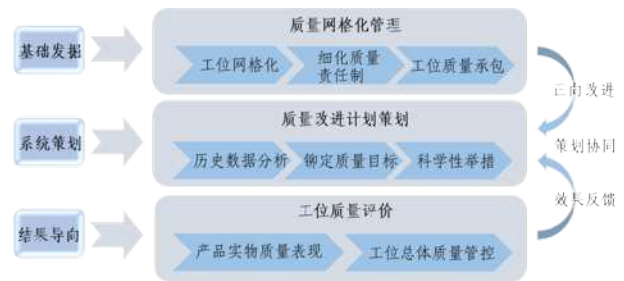 质量网格化管理
基础发掘
工位网格化
细化质量
责任制
工位质量承包
正向改进
质量改进计划策划
系统策划
历史数据分析
铆定质量目标
科学性举措
策划协同
效果反馈
工位质量评价
结果导向
产品实物质量表现
工位总体质量管控